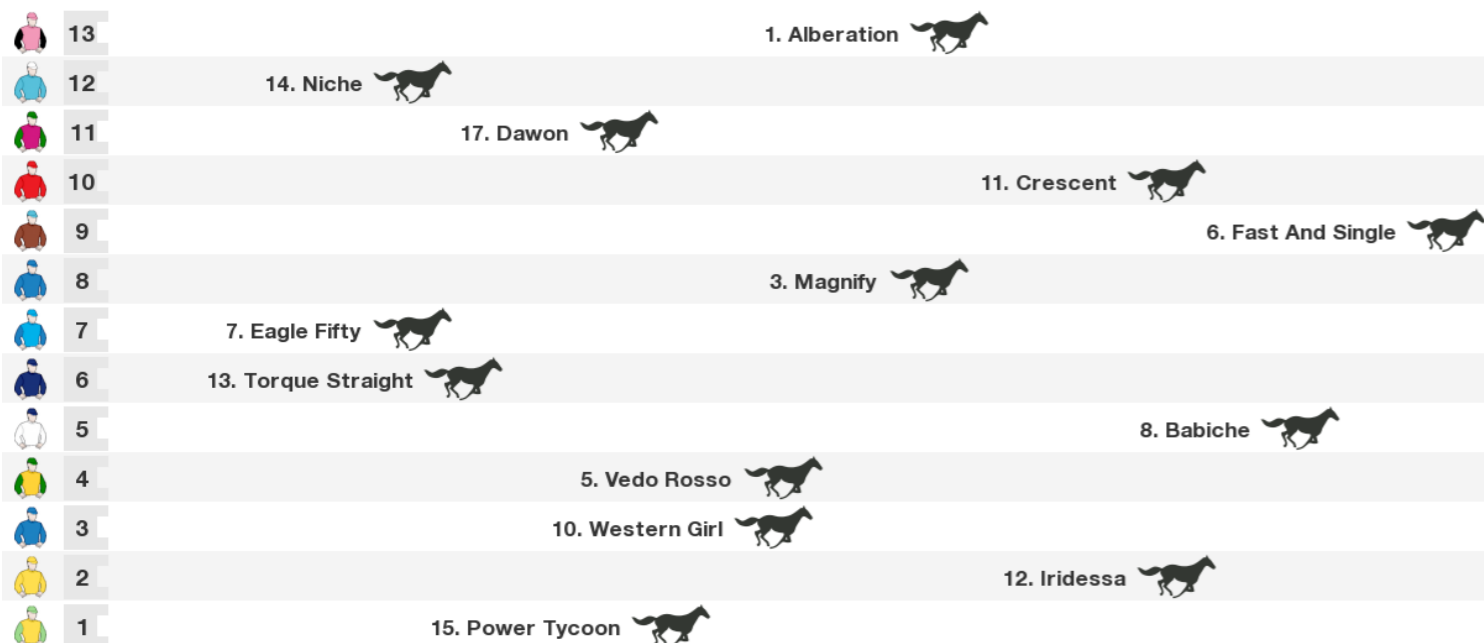 13 1. Alberation
12 14. Niche
11 17. Dawon
10 11. Crescent
9 6. Fast And Single
8 3. Magnify
7 7. Eagle Fifty
6 13. Torque Straight
5 8. Babiche
4 5. Vedo Rosso
3 10. Western Girl
2 12. Iridessa
1 15. Power Tycoon